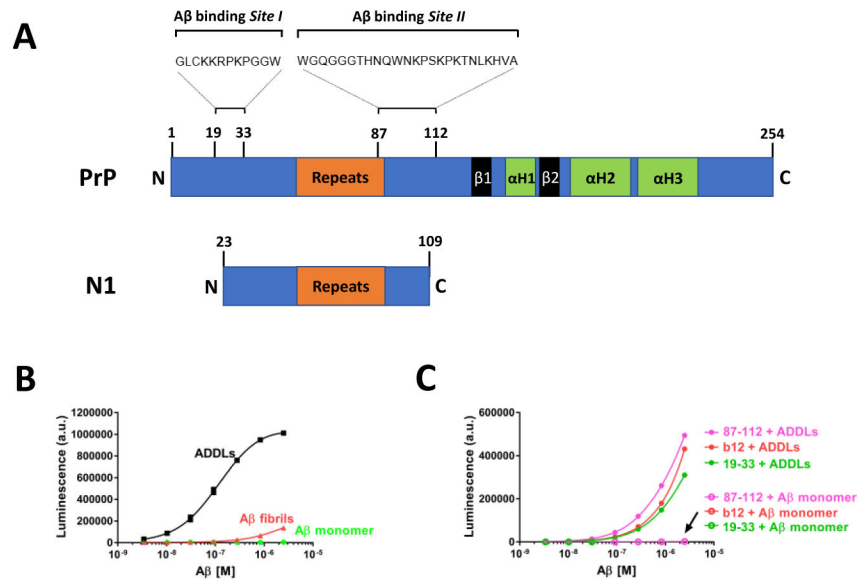 A
Aβ binding Site I
Aβ binding Site II
GLCKKRPKPGGW
WGQGGGTHNQWNKPSKPKTNLKHVA
1 19 33 87 112 254
PrP N Repeats β1 αH1 β2 αH2 αH3 C
23 109
N1 N Repeats C
B
Luminescence (a.u.)
1200000
1000000
800000
600000
400000
200000
0
ADDLs
Aβ fibrils
Aβ monomer
10⁻⁹ 10⁻⁸ 10⁻⁷ 10⁻⁶ 10⁻⁵
Aβ [M]
C
Luminescence (a.u.)
600000
400000
200000
0
87-112 + ADDLs
b12 + ADDLs
19-33 + ADDLs
87-112 + Aβ monomer
b12 + Aβ monomer
19-33 + Aβ monomer
10⁻⁹ 10⁻⁸ 10⁻⁷ 10⁻⁶ 10⁻⁵
Aβ [M]